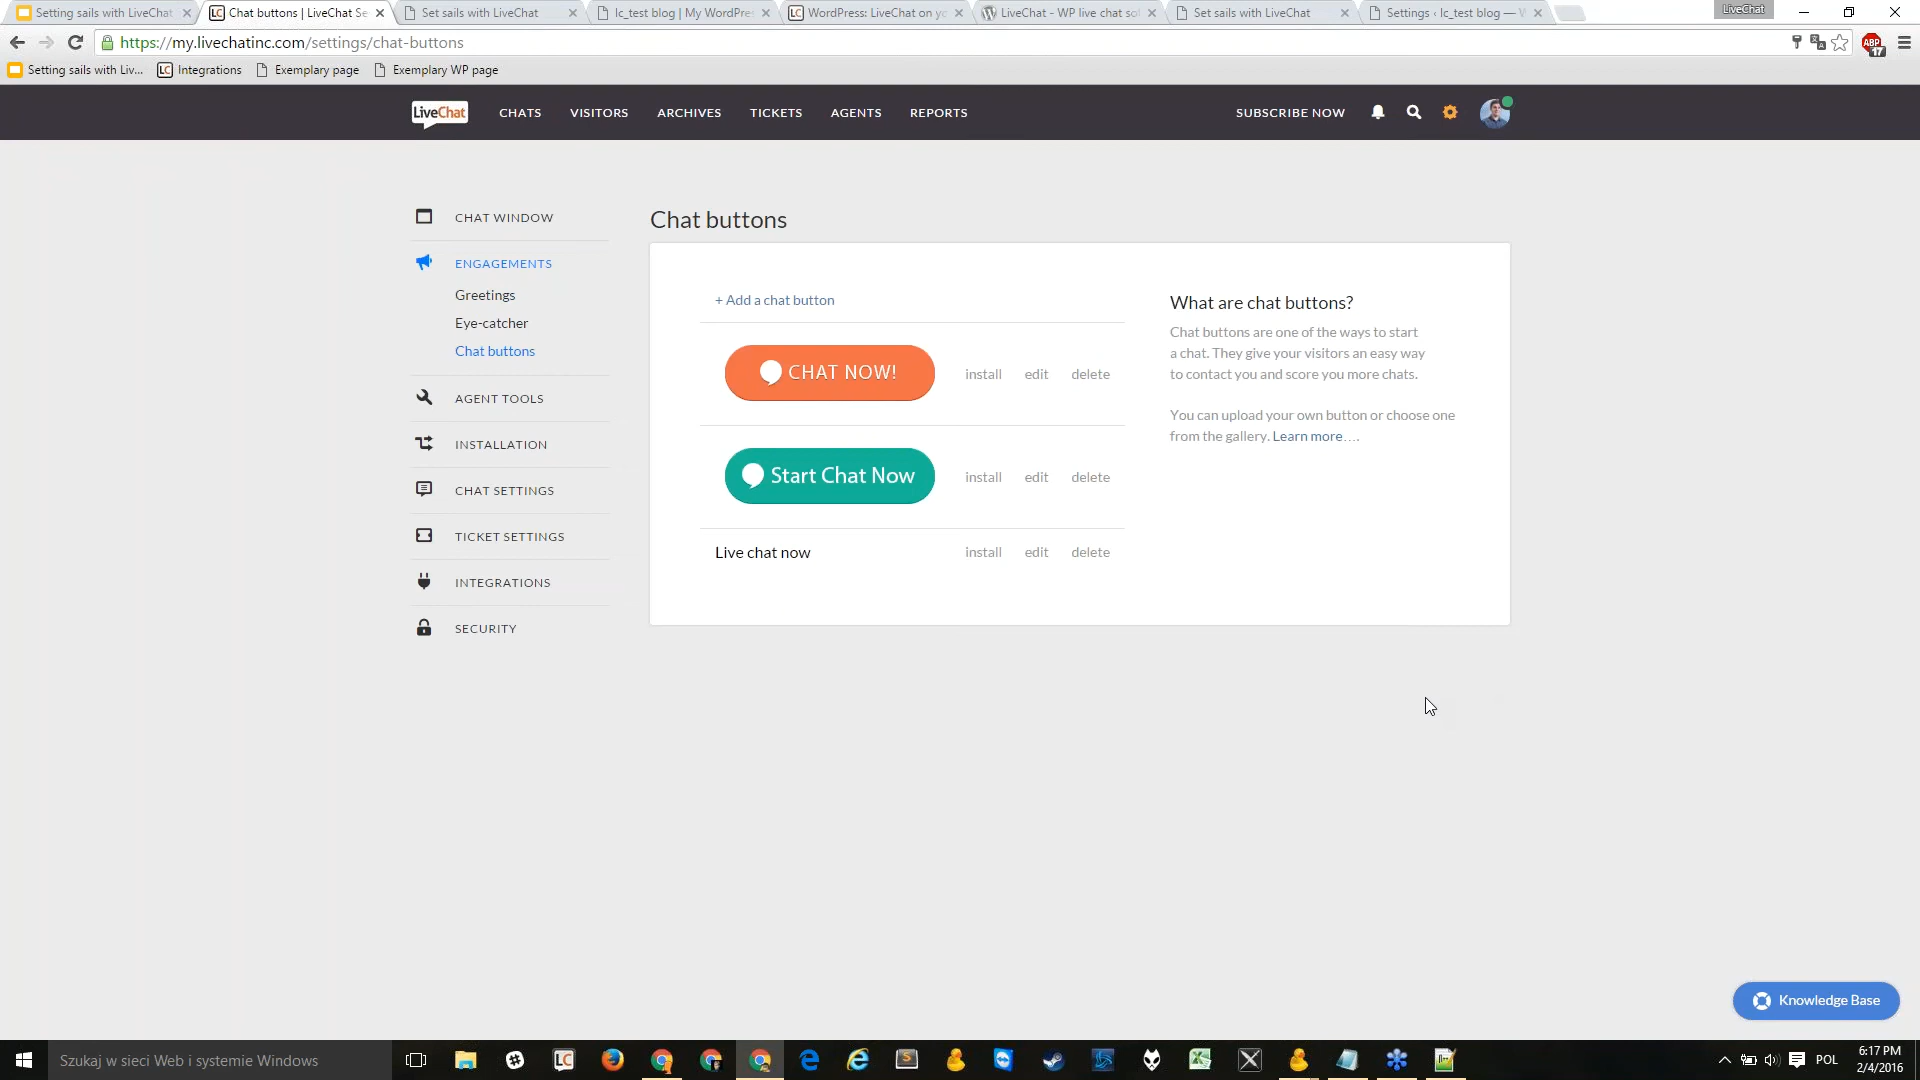 Setting sails with LiveChat
Chat buttons | LiveChat Se
Set sails with LiveChat
lc_test blog | My WordPre
WordPress: LiveChat on yo
LiveChat - WP live chat so
Set sails with LiveChat
Settings ‹ lc_test blog —
LiveChat
https://my.livechatinc.com/settings/chat-buttons
ABP
17
Setting sails with Liv...
LC Integrations
Exemplary page
Exemplary WP page
LiveChat
CHATS
VISITORS
ARCHIVES
TICKETS
AGENTS
REPORTS
SUBSCRIBE NOW
CHAT WINDOW
ENGAGEMENTS
Greetings
Eye-catcher
Chat buttons
AGENT TOOLS
INSTALLATION
CHAT SETTINGS
TICKET SETTINGS
INTEGRATIONS
SECURITY
Chat buttons
+ Add a chat button
CHAT NOW!
install edit delete
Start Chat Now
install edit delete
Live chat now
install edit delete
What are chat buttons?
Chat buttons are one of the ways to start
a chat. They give your visitors an easy way
to contact you and score you more chats.
You can upload your own button or choose one
from the gallery. Learn more….
Knowledge Base
Szukaj w sieci Web i systemie Windows
LC
POL
6:17 PM
2/4/2016